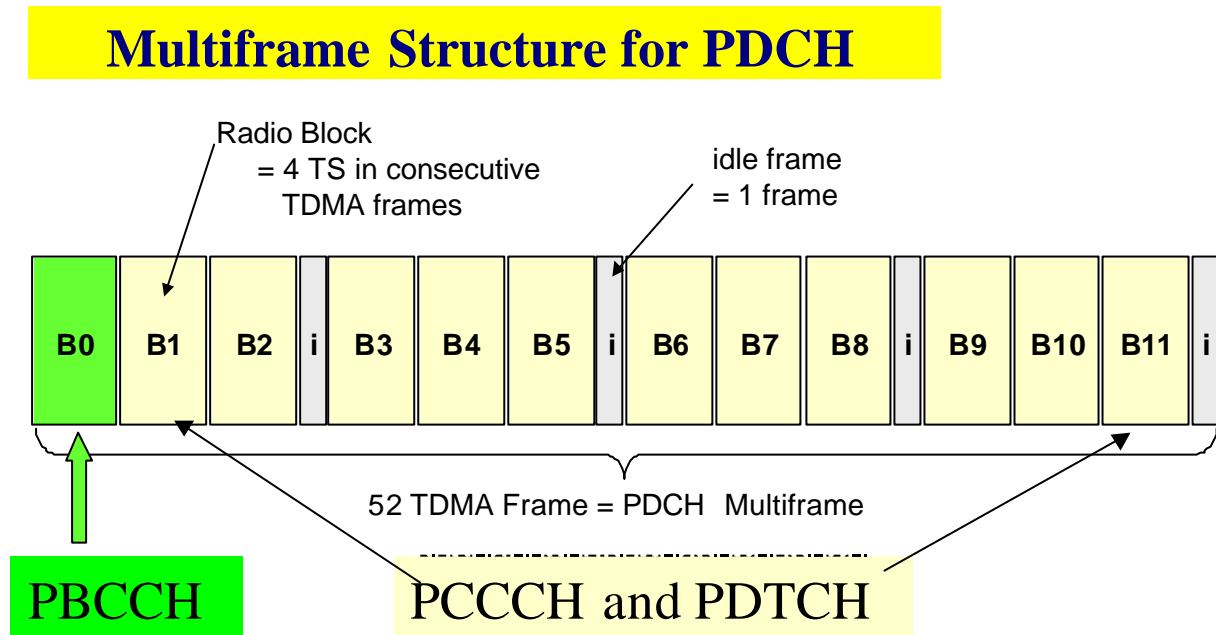 Multiframe Structure for PDCH
Radio Block
= 4 TS in consecutive
TDMA frames
idle frame
= 1 frame
B0 B1 B2 i B3 B4 B5 i B6 B7 B8 i B9 B10 B11 i
52 TDMA Frame = PDCH Multiframe
PBCCH
PCCCH and PDTCH